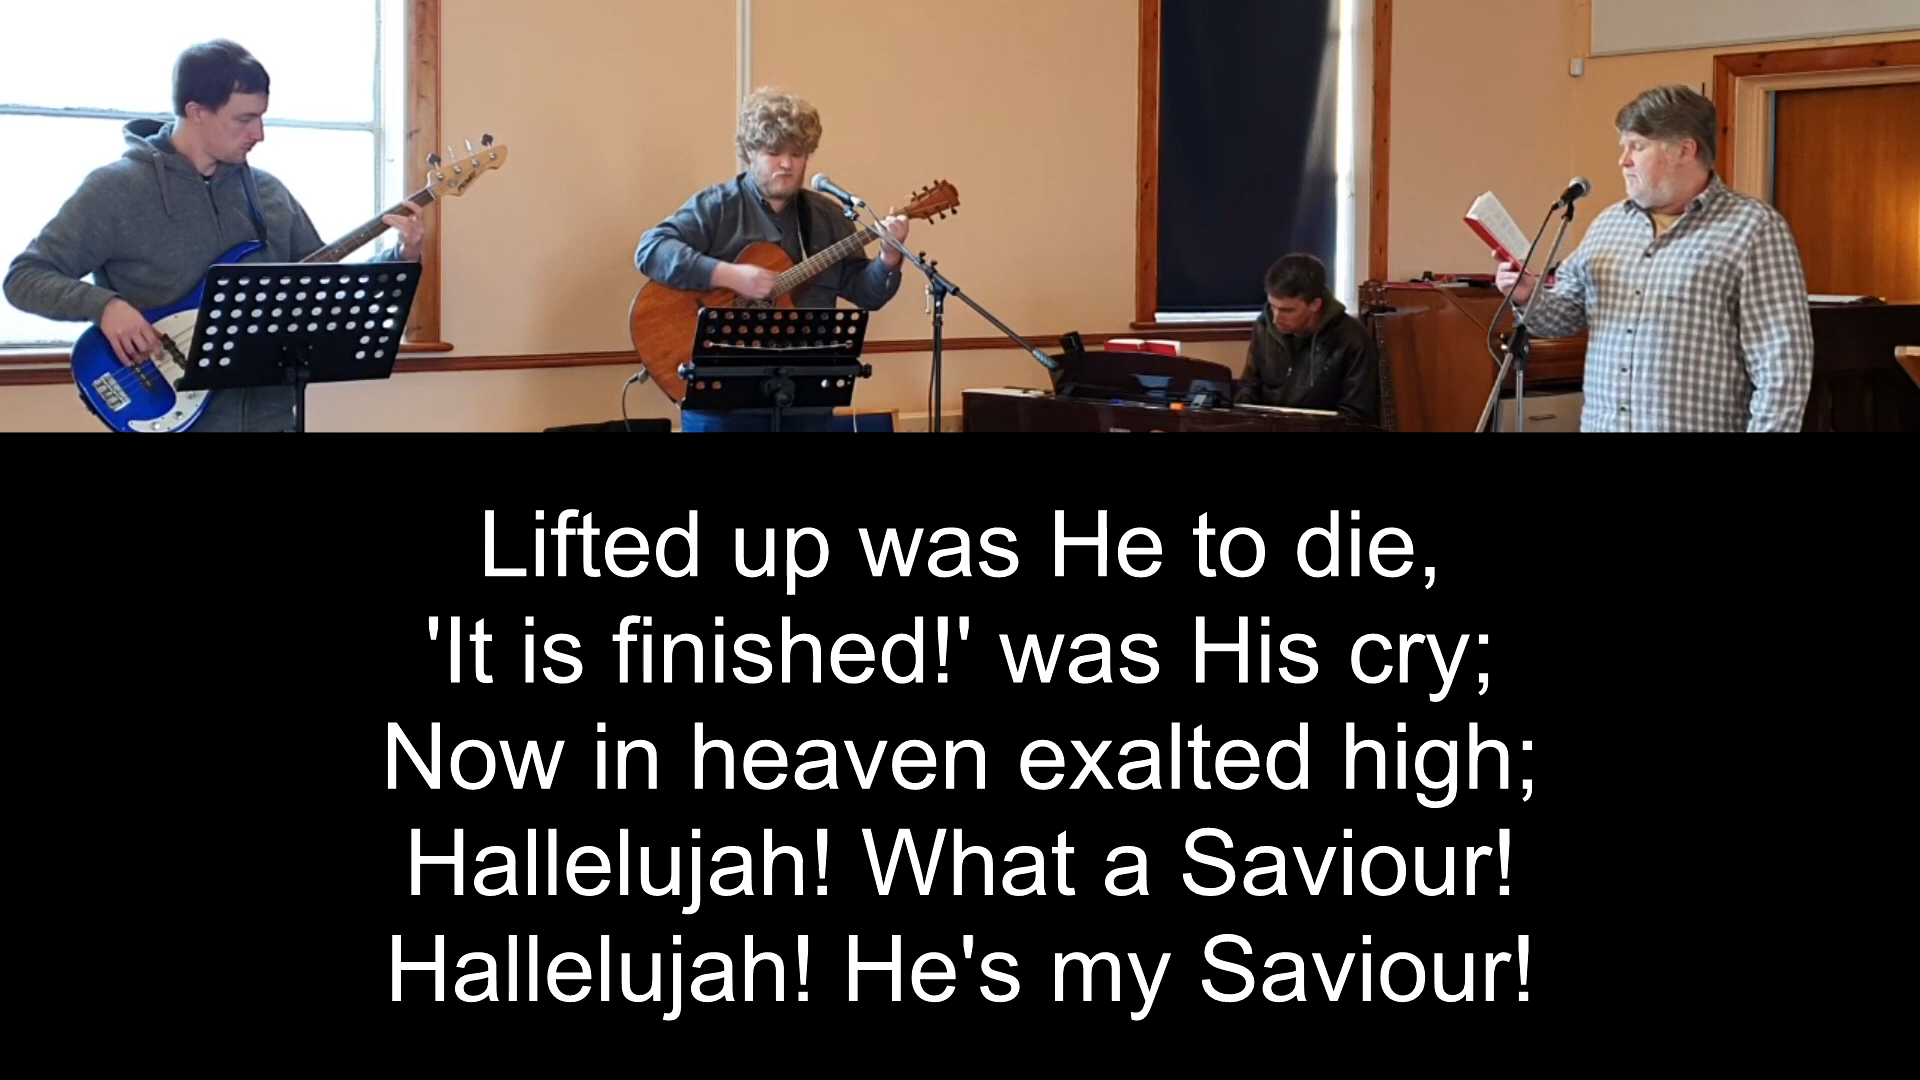 Lifted up was He to die,
'It is finished!' was His cry;
Now in heaven exalted high;
Hallelujah! What a Saviour!
Hallelujah! He's my Saviour!